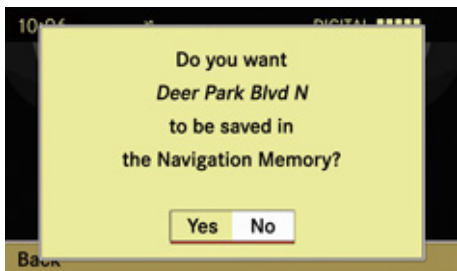 DIGITAL
Do you want
Deer Park Blvd N
to be saved in
the Navigation Memory?
Yes No
Back